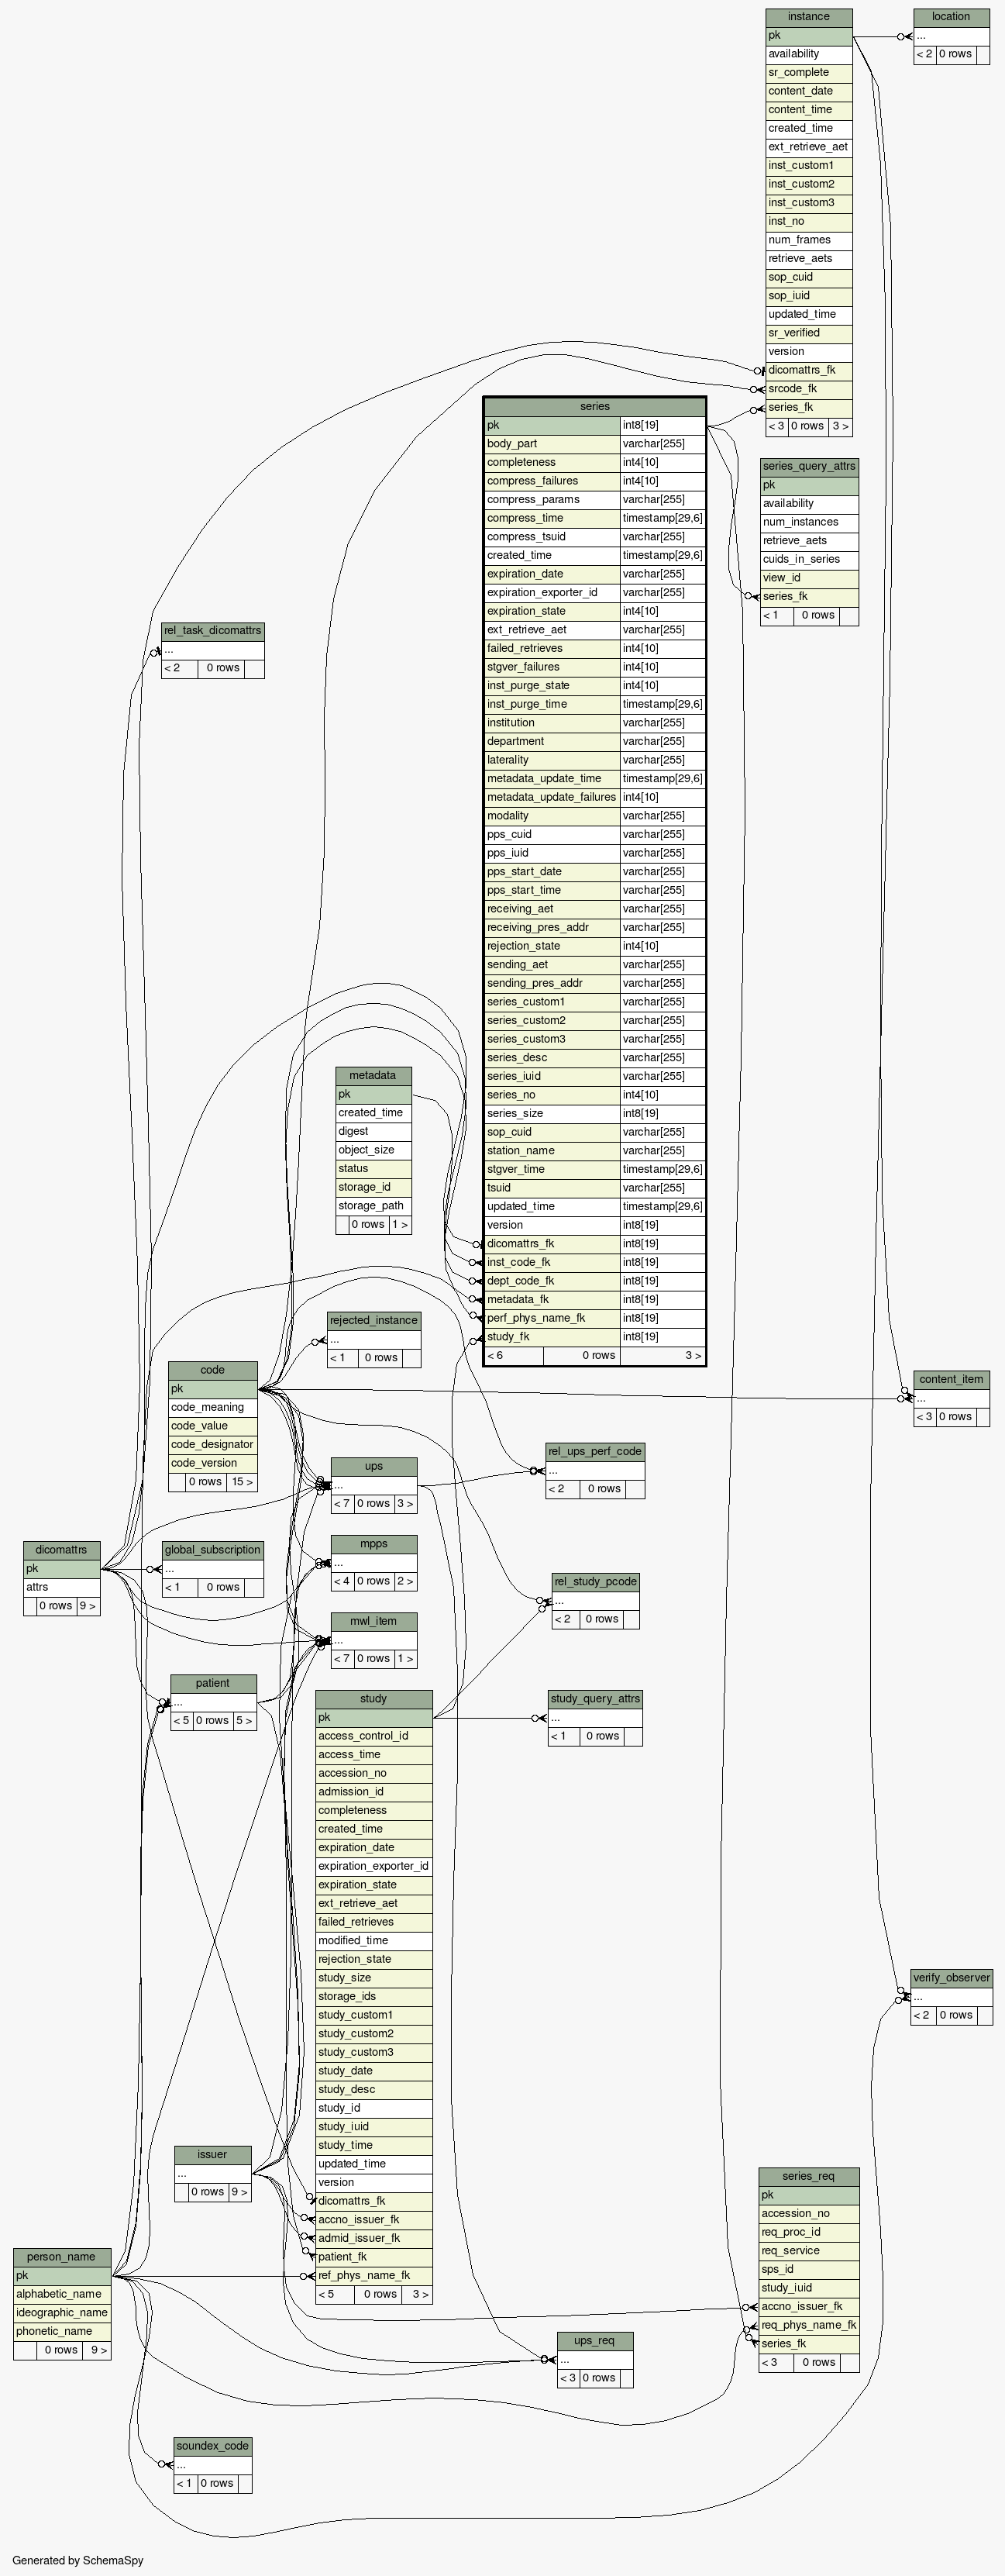 instance
pk
availability
sr_complete
content_date
content_time
created_time
ext_retrieve_aet
inst_custom1
inst_custom2
inst_custom3
inst_no
num_frames
retrieve_aets
sop_cuid
sop_iuid
updated_time
sr_verified
version
dicomattrs_fk
srcode_fk
series_fk
< 3 0 rows 3 >
location
...
< 2 0 rows
series
pk int8[19]
body_part varchar[255]
completeness int4[10]
compress_failures int4[10]
compress_params varchar[255]
compress_time timestamp[29,6]
compress_tsuid varchar[255]
created_time timestamp[29,6]
expiration_date varchar[255]
expiration_exporter_id varchar[255]
expiration_state int4[10]
ext_retrieve_aet varchar[255]
failed_retrieves int4[10]
stgver_failures int4[10]
inst_purge_state int4[10]
inst_purge_time timestamp[29,6]
institution varchar[255]
department varchar[255]
laterality varchar[255]
metadata_update_time timestamp[29,6]
metadata_update_failures int4[10]
modality varchar[255]
pps_cuid varchar[255]
pps_iuid varchar[255]
pps_start_date varchar[255]
pps_start_time varchar[255]
receiving_aet varchar[255]
receiving_pres_addr varchar[255]
rejection_state int4[10]
sending_aet varchar[255]
sending_pres_addr varchar[255]
series_custom1 varchar[255]
series_custom2 varchar[255]
series_custom3 varchar[255]
series_desc varchar[255]
series_iuid varchar[255]
series_no int4[10]
series_size int8[19]
sop_cuid varchar[255]
station_name varchar[255]
stgver_time timestamp[29,6]
tsuid varchar[255]
updated_time timestamp[29,6]
version int8[19]
dicomattrs_fk int8[19]
inst_code_fk int8[19]
dept_code_fk int8[19]
metadata_fk int8[19]
perf_phys_name_fk int8[19]
study_fk int8[19]
< 6 0 rows 3 >
series_query_attrs
pk
availability
num_instances
retrieve_aets
cuids_in_series
view_id
series_fk
< 1 0 rows
rel_task_dicomattrs
...
< 2 0 rows
metadata
pk
created_time
digest
object_size
status
storage_id
storage_path
0 rows 1 >
rejected_instance
...
< 1 0 rows
code
pk
code_meaning
code_value
code_designator
code_version
0 rows 15 >
content_item
...
< 3 0 rows
rel_ups_perf_code
...
< 2 0 rows
ups
...
< 7 0 rows 3 >
dicomattrs
pk
attrs
0 rows 9 >
global_subscription
...
< 1 0 rows
mpps
...
< 4 0 rows 2 >
rel_study_pcode
...
< 2 0 rows
mwl_item
...
< 7 0 rows 1 >
patient
...
< 5 0 rows 5 >
study
pk
access_control_id
access_time
accession_no
admission_id
completeness
created_time
expiration_date
expiration_exporter_id
expiration_state
ext_retrieve_aet
failed_retrieves
modified_time
rejection_state
study_size
storage_ids
study_custom1
study_custom2
study_custom3
study_date
study_desc
study_id
study_iuid
study_time
updated_time
version
dicomattrs_fk
accno_issuer_fk
admid_issuer_fk
patient_fk
ref_phys_name_fk
< 5 0 rows 3 >
study_query_attrs
...
< 1 0 rows
verify_observer
...
< 2 0 rows
issuer
...
0 rows 9 >
series_req
pk
accession_no
req_proc_id
req_service
sps_id
study_iuid
accno_issuer_fk
req_phys_name_fk
series_fk
< 3 0 rows
person_name
pk
alphabetic_name
ideographic_name
phonetic_name
0 rows 9 >
ups_req
...
< 3 0 rows
soundex_code
...
< 1 0 rows
Generated by SchemaSpy